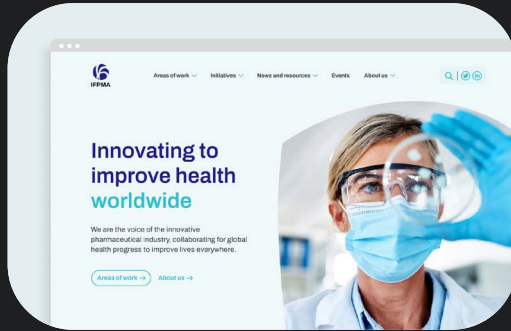 IFPMA
Areas of work Initiatives News and resources Events About us
Innovating to
improve health
worldwide
We are the voice of the innovative
pharmaceutical industry, collaborating for global
health progress to improve lives everywhere.
Areas of work → About us →